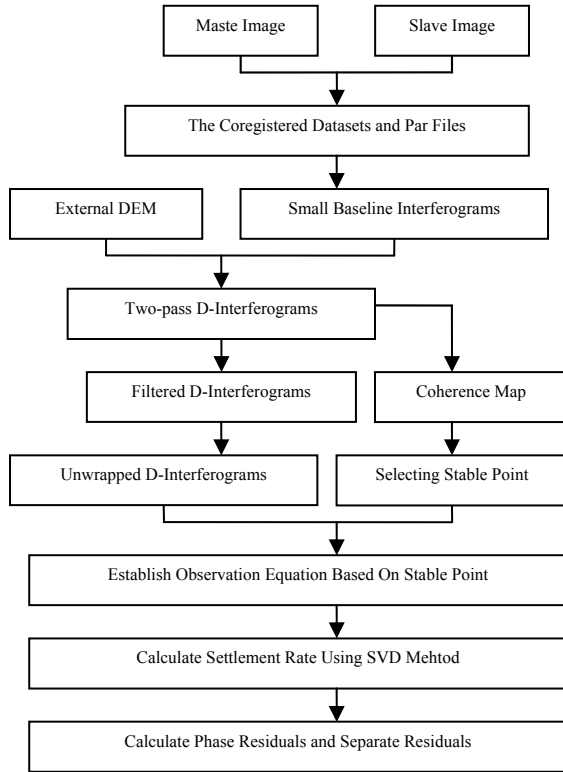 Maste Image
Slave Image
The Coregistered Datasets and Par Files
External DEM
Small Baseline Interferograms
Two-pass D-Interferograms
Filtered D-Interferograms
Coherence Map
Unwrapped D-Interferograms
Selecting Stable Point
Establish Observation Equation Based On Stable Point
Calculate Settlement Rate Using SVD Mehtod
Calculate Phase Residuals and Separate Residuals